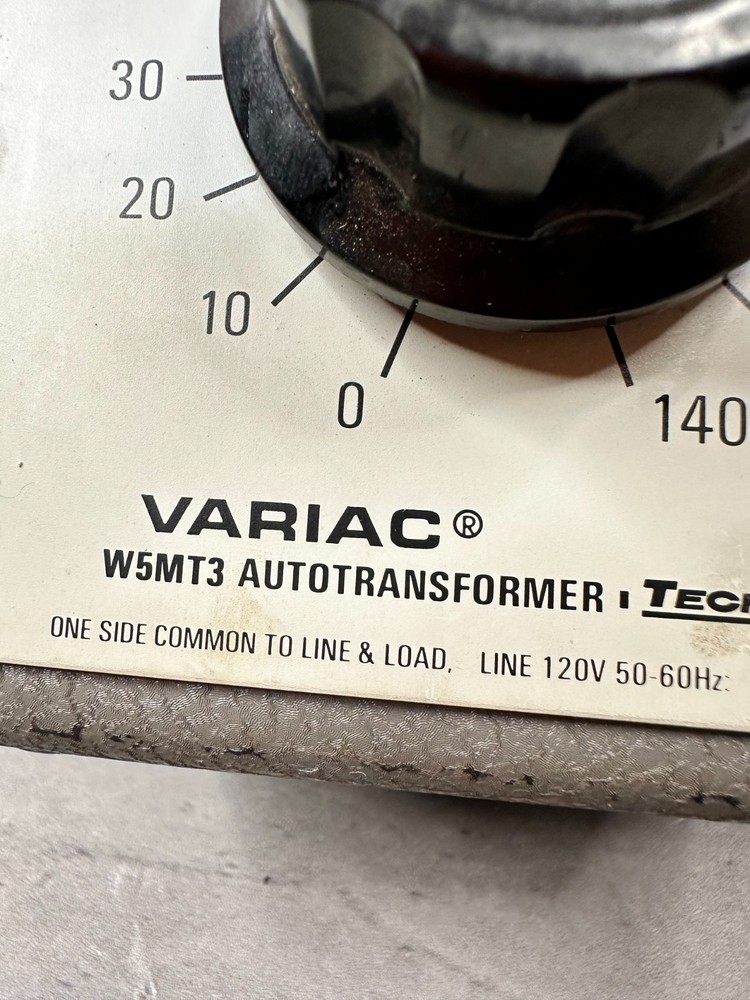 30
20
10
0
140
VARIAC®
W5MT3 AUTOTRANSFORMER
ONE SIDE COMMON TO LINE & LOAD, LINE 120V 50-60Hz: